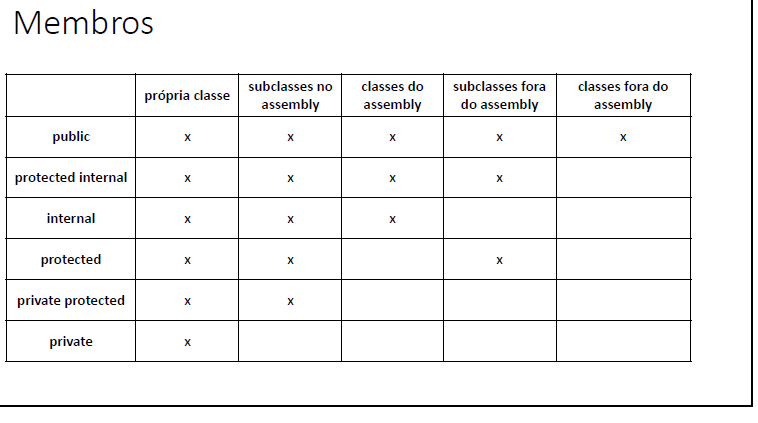 Membros
própria classe
subclasses no
assembly
classes do
assembly
subclasses fora
do assembly
classes fora do
assembly
public x x x x x
protected internal x x x x
internal x x x
protected x x x
private protected x x
private x